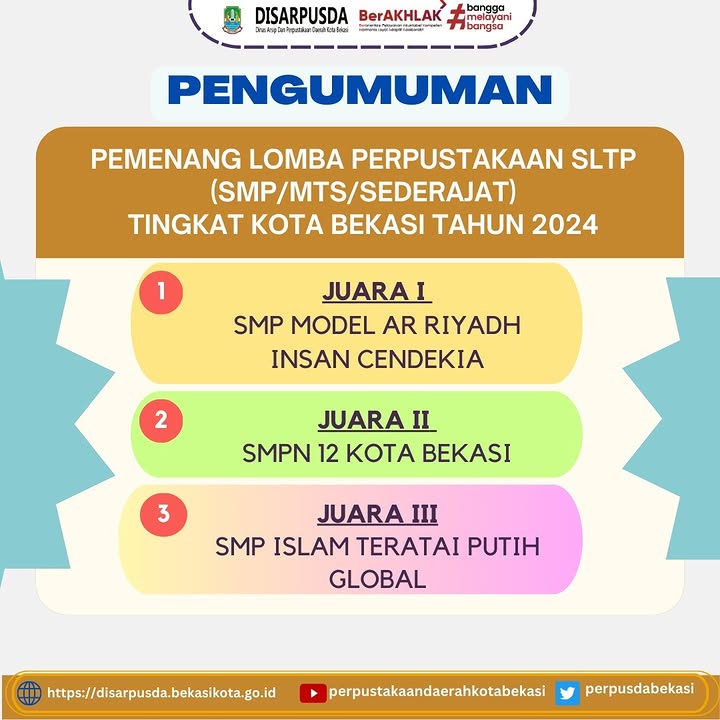 DISARPUSDA
Dinas Arsip Dan Perpustakaan Daerah Kota Bekasi
BerAKHLAK
#bangga melayani bangsa
PENGUMUMAN
PEMENANG LOMBA PERPUSTAKAAN SLTP
(SMP/MTS/SEDERAJAT)
TINGKAT KOTA BEKASI TAHUN 2024
1
JUARA I
SMP MODEL AR RIYADH
INSAN CENDEKIA
2
JUARA II
SMPN 12 KOTA BEKASI
3
JUARA III
SMP ISLAM TERATAI PUTIH
GLOBAL
https://disarpusda.bekasikota.go.id perpustakaandaerahkotabekasi perpusdabekasi